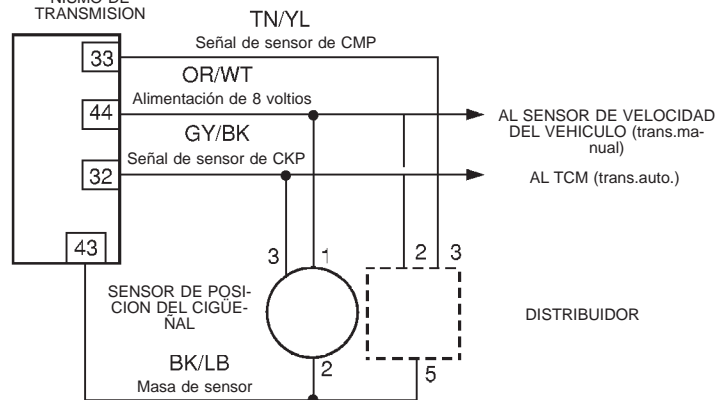 NISMO DE
TRANSMISION
TN/YL
Señal de sensor de CMP
33
OR/WT
Alimentación de 8 voltios
44
AL SENSOR DE VELOCIDAD
DEL VEHICULO (trans.ma-
nual)
GY/BK
Señal de sensor de CKP
32
AL TCM (trans.auto.)
43
3
1
2
3
SENSOR DE POSI-
CION DEL CIGÜE-
ÑAL
DISTRIBUIDOR
BK/LB
2
5
Masa de sensor